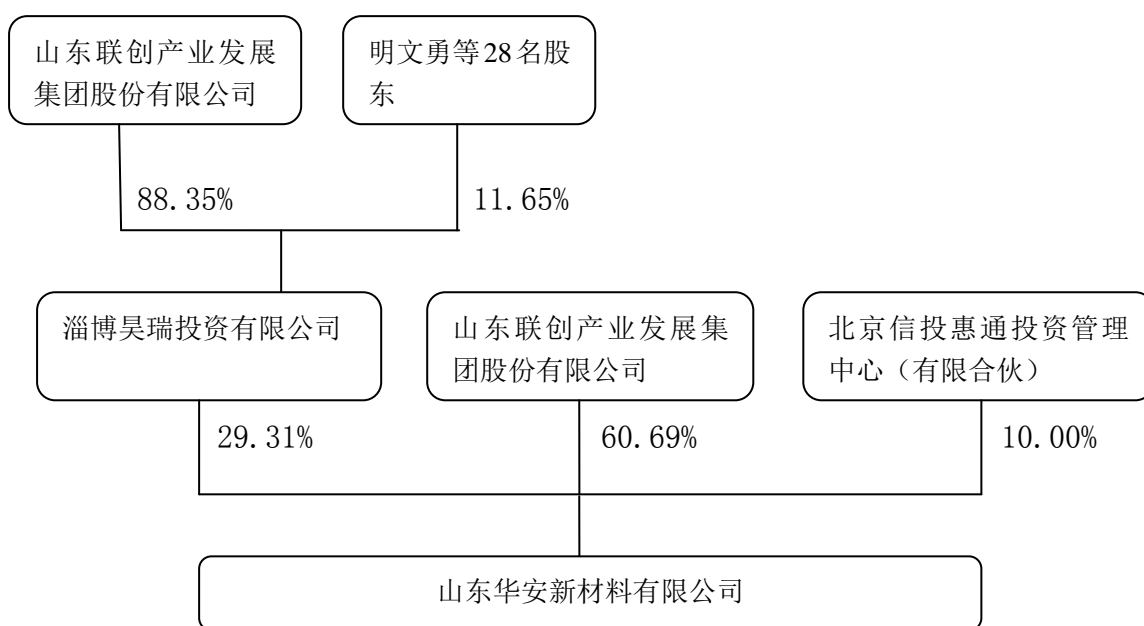 山东联创产业发展
集团股份有限公司
明文勇等28名股
东
88.35%
11.65%
淄博昊瑞投资有限公司
山东联创产业发展集
团股份有限公司
北京信投惠通投资管理
中心（有限合伙）
29.31%
60.69%
10.00%
山东华安新材料有限公司